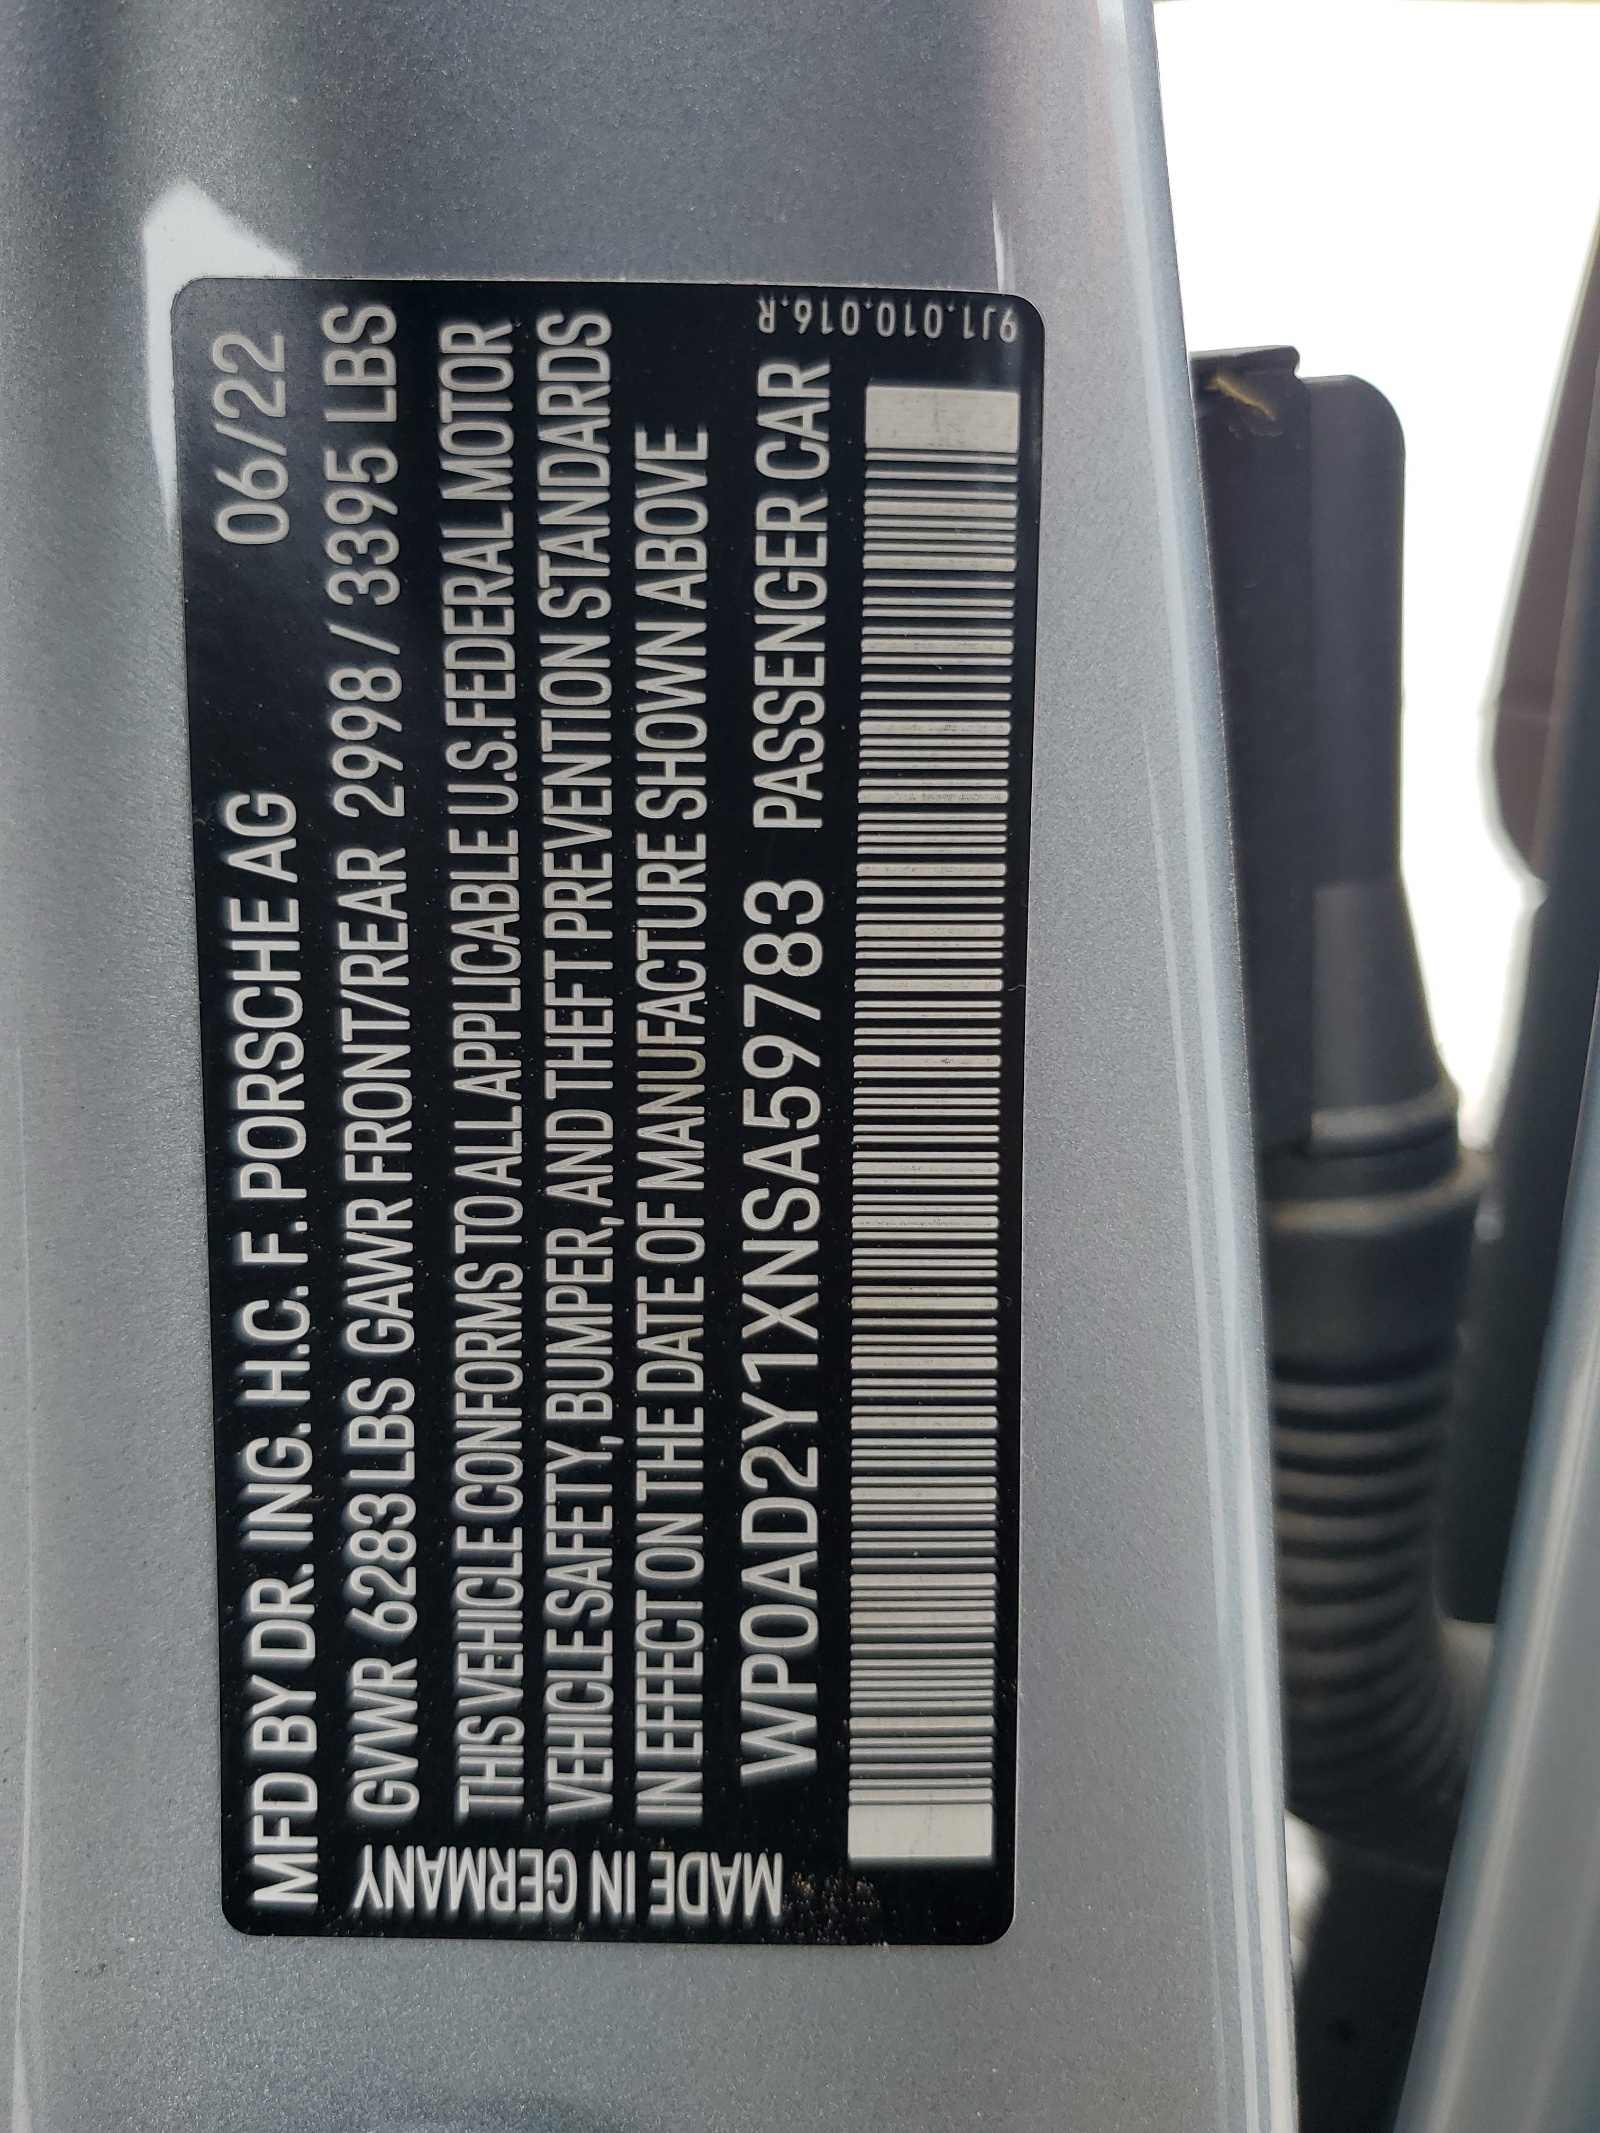 MFD BY DR. ING. H.C. F. PORSCHE AG 06/22
GVWR 6283 LBS GAWR FRONT/REAR 2998 / 3395 LBS
THIS VEHICLE CONFORMS TO ALL APPLICABLE U.S.FEDERAL MOTOR
VEHICLE SAFETY, BUMPER, AND THEFT PREVENTION STANDARDS
IN EFFECT ON THE DATE OF MANUFACTURE SHOWN ABOVE
WP0AD2Y1XNSA59783 PASSENGER CAR
MADE IN GERMANY
9J1.010.016.R